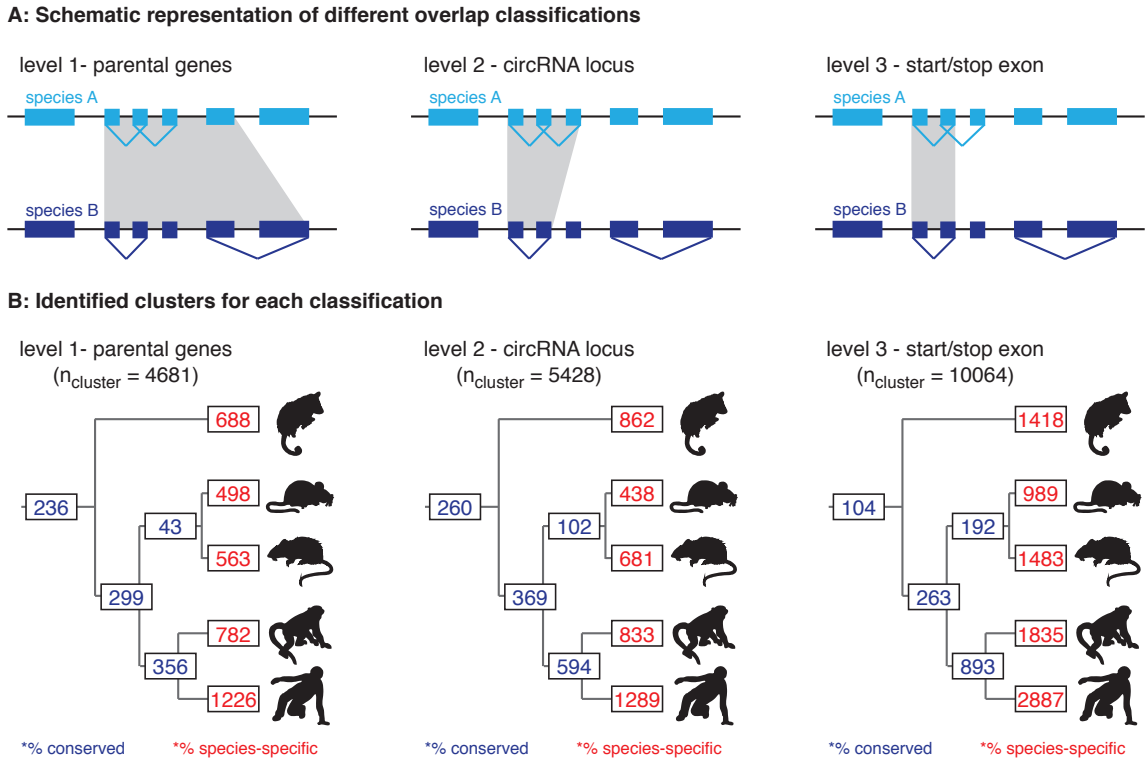 A: Schematic representation of different overlap classifications
level 1- parental genes
level 2 - circRNA locus
level 3 - start/stop exon
species A
species A
species A
species B
species B
species B
B: Identified clusters for each classification
level 1- parental genes
(ncluster = 4681)
level 2 - circRNA locus
(ncluster = 5428)
level 3 - start/stop exon
(ncluster = 10064)
688
498
236
43
563
299
782
356
1226
862
438
260
102
681
369
833
594
1289
1418
989
104
192
1483
263
1835
893
2887
*% conserved
*% species-specific
*% conserved
*% species-specific
*% conserved
*% species-specific